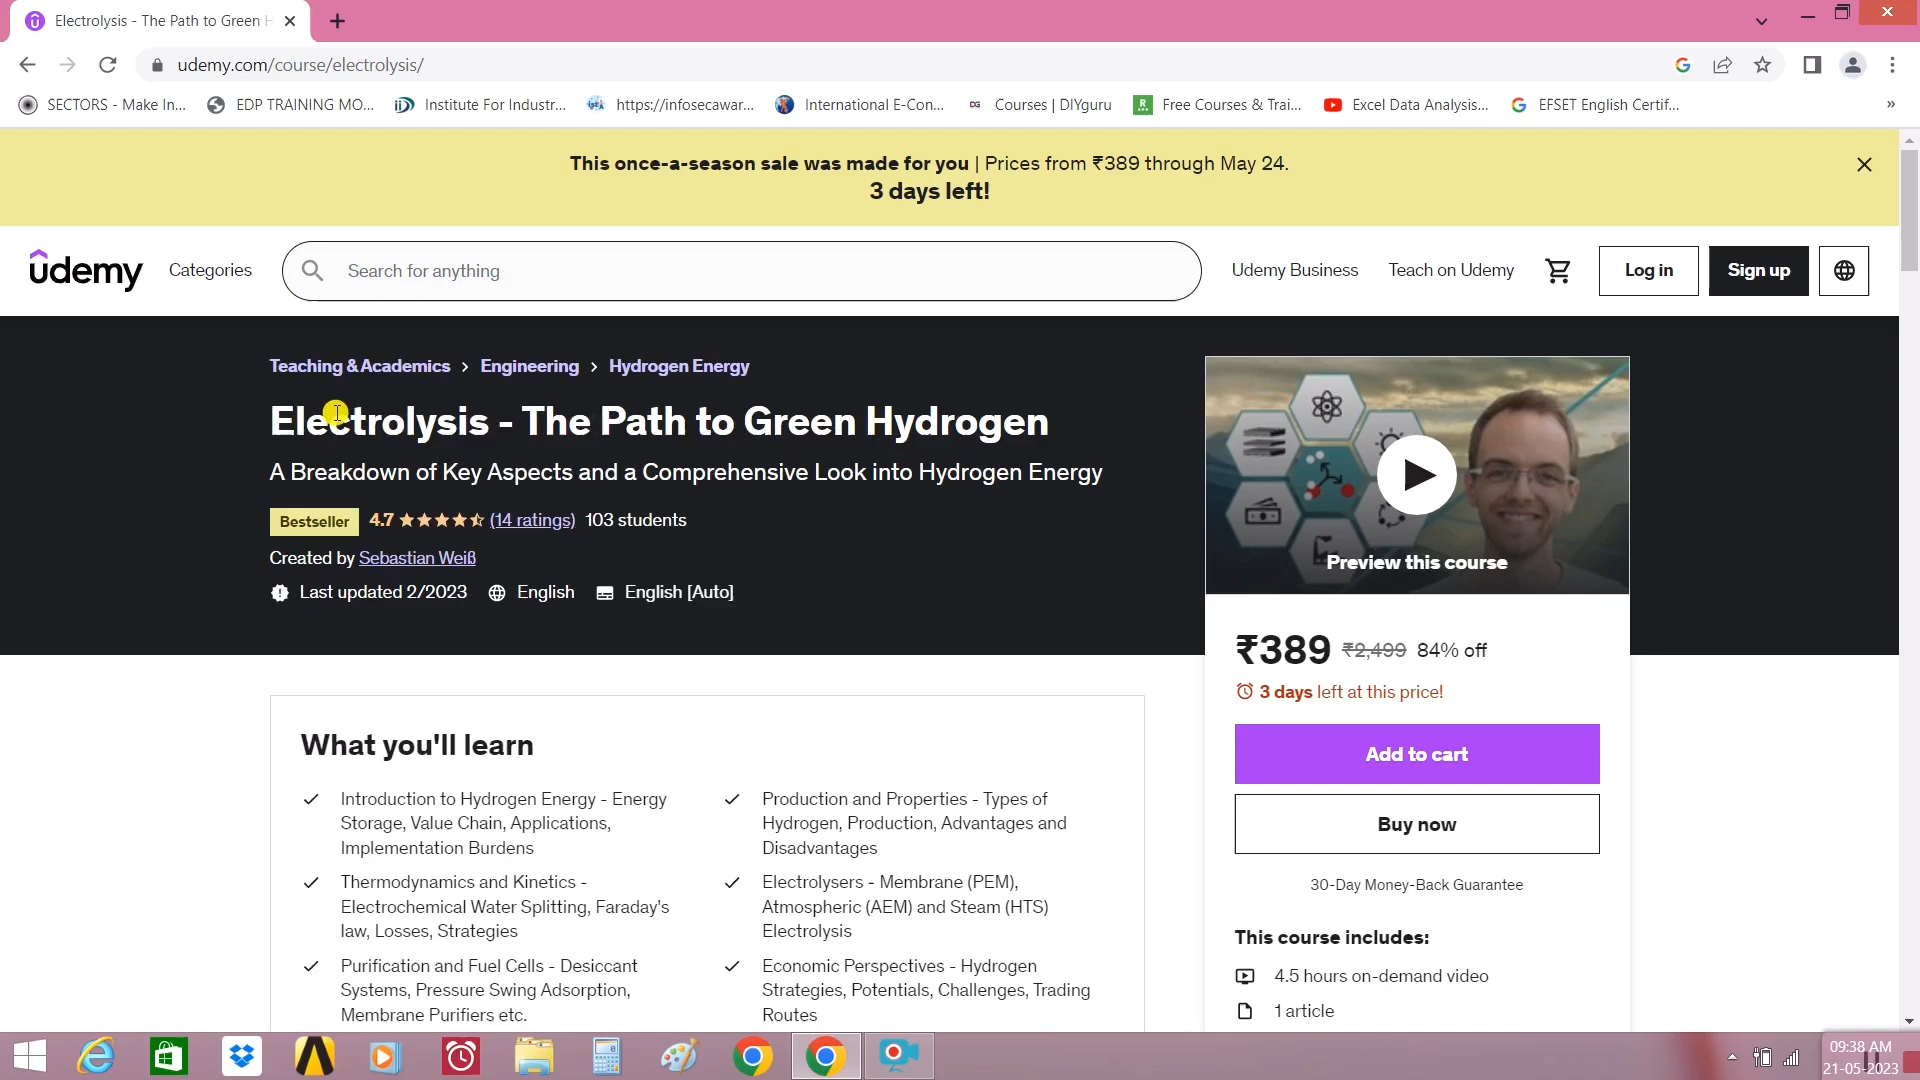 Electrolysis - The Path to Green H
udemy.com/course/electrolysis/
SECTORS - Make In...
EDP TRAINING MO...
Institute For Industr...
https://infosecawar...
International E-Con...
Courses | DIYguru
Free Courses & Trai...
Excel Data Analysis...
EFSET English Certif...
This once-a-season sale was made for you | Prices from ₹389 through May 24.
3 days left!
udemy
Categories
Search for anything
Udemy Business
Teach on Udemy
Log in
Sign up
Teaching & Academics > Engineering > Hydrogen Energy
Electrolysis - The Path to Green Hydrogen
A Breakdown of Key Aspects and a Comprehensive Look into Hydrogen Energy
Bestseller 4.7 (14 ratings) 103 students
Created by Sebastian Weiß
Last updated 2/2023 English English [Auto]
Preview this course
₹389 ₹2,499 84% off
3 days left at this price!
Add to cart
Buy now
30-Day Money-Back Guarantee
This course includes:
4.5 hours on-demand video
1 article
What you'll learn
Introduction to Hydrogen Energy - Energy
Storage, Value Chain, Applications,
Implementation Burdens
Production and Properties - Types of
Hydrogen, Production, Advantages and
Disadvantages
Thermodynamics and Kinetics -
Electrochemical Water Splitting, Faraday's
law, Losses, Strategies
Electrolysers - Membrane (PEM),
Atmospheric (AEM) and Steam (HTS)
Electrolysis
Purification and Fuel Cells - Desiccant
Systems, Pressure Swing Adsorption,
Membrane Purifiers etc.
Economic Perspectives - Hydrogen
Strategies, Potentials, Challenges, Trading
Routes
09:38 AM
21-05-2023